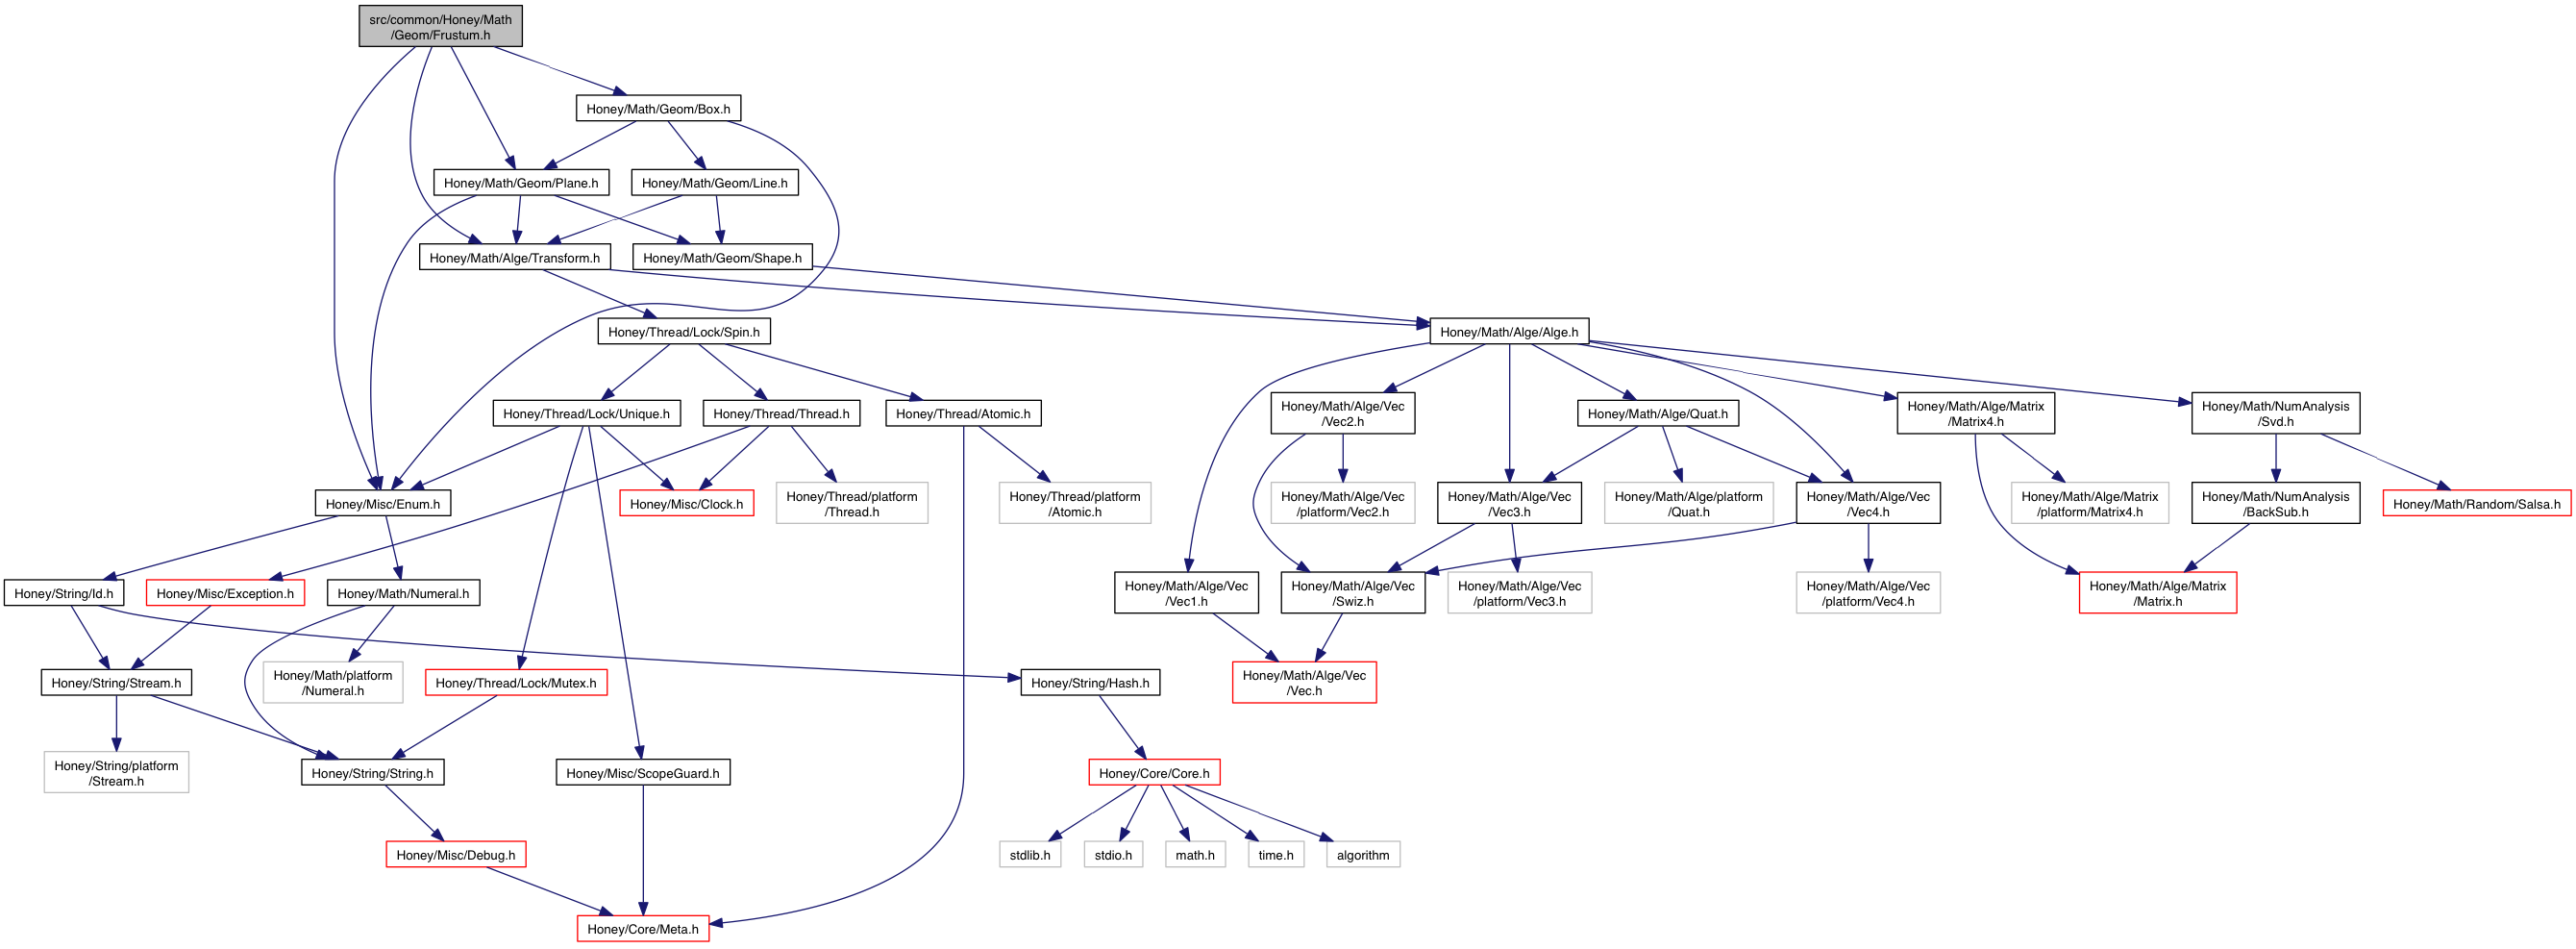 src/common/Honey/Math
/Geom/Frustum.h
Honey/Math/Geom/Box.h
Honey/Math/Geom/Plane.h
Honey/Math/Geom/Line.h
Honey/Math/Alge/Transform.h
Honey/Math/Geom/Shape.h
Honey/Thread/Lock/Spin.h
Honey/Math/Alge/Alge.h
Honey/Thread/Lock/Unique.h
Honey/Thread/Thread.h
Honey/Thread/Atomic.h
Honey/Math/Alge/Vec
/Vec2.h
Honey/Math/Alge/Quat.h
Honey/Math/Alge/Matrix
/Matrix4.h
Honey/Math/NumAnalysis
/Svd.h
Honey/Misc/Enum.h
Honey/Misc/Clock.h
Honey/Thread/platform
/Thread.h
Honey/Thread/platform
/Atomic.h
Honey/Math/Alge/Vec
/platform/Vec2.h
Honey/Math/Alge/Vec
/Vec3.h
Honey/Math/Alge/platform
/Quat.h
Honey/Math/Alge/Vec
/Vec4.h
Honey/Math/Alge/Matrix
/platform/Matrix4.h
Honey/Math/NumAnalysis
/BackSub.h
Honey/Math/Random/Salsa.h
Honey/String/Id.h
Honey/Misc/Exception.h
Honey/Math/Numeral.h
Honey/Math/Alge/Vec
/Vec1.h
Honey/Math/Alge/Vec
/Swiz.h
Honey/Math/Alge/Vec
/platform/Vec3.h
Honey/Math/Alge/Vec
/platform/Vec4.h
Honey/Math/Alge/Matrix
/Matrix.h
Honey/String/Stream.h
Honey/Math/platform
/Numeral.h
Honey/Thread/Lock/Mutex.h
Honey/String/Hash.h
Honey/Math/Alge/Vec
/Vec.h
Honey/String/platform
/Stream.h
Honey/String/String.h
Honey/Misc/ScopeGuard.h
Honey/Core/Core.h
Honey/Misc/Debug.h
stdlib.h
stdio.h
math.h
time.h
algorithm
Honey/Core/Meta.h